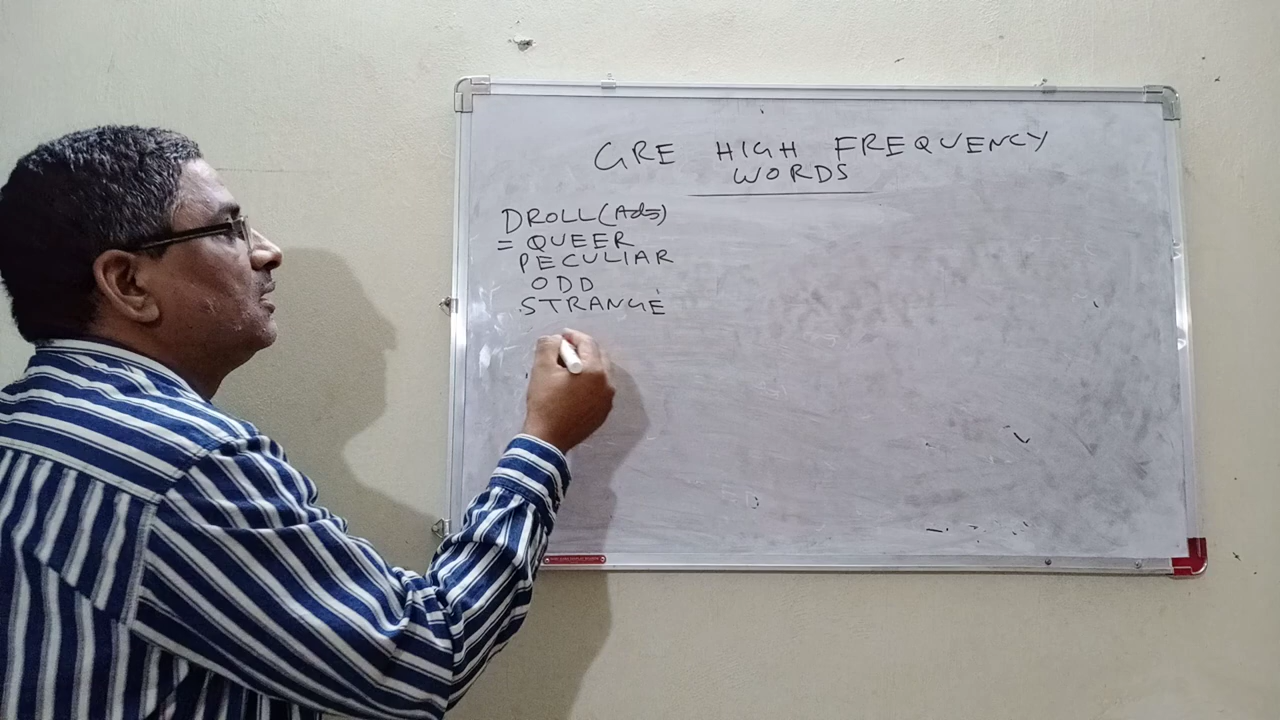 GRE HIGH FREQUENCY
WORDS
DROLL (Adj)
= QUEER
PECULIAR
ODD
STRANGE